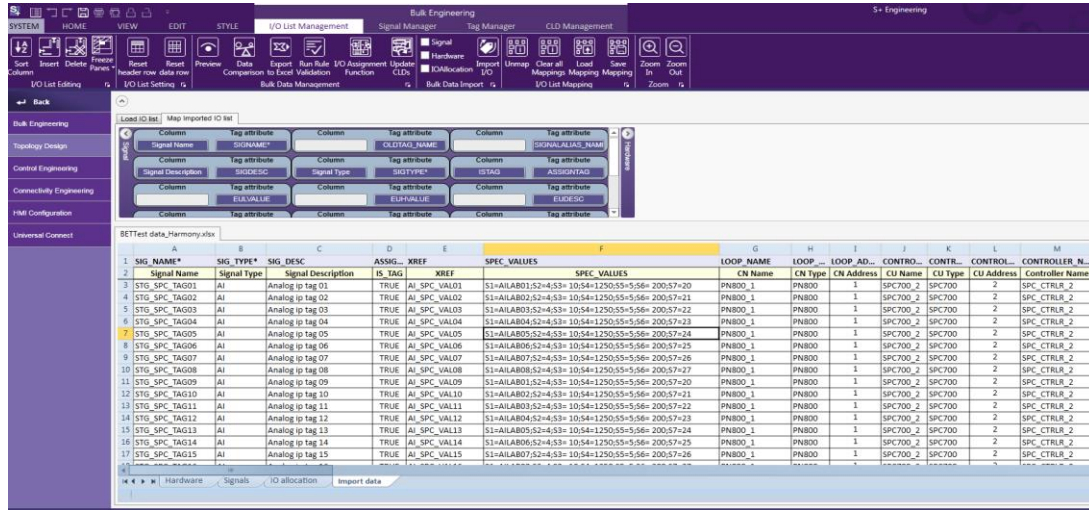 Bulk Engineering
S+ Engineering
SYSTEM HOME VIEW EDIT STYLE I/O List Management Signal Manager Tag Manager CLD Management
Sort Column Insert Delete Freeze Panes
Reset header row Reset data row
Preview Data Comparison Export to Excel Run Rule Validation I/O Assignment Function Update CLDs
Signal
Hardware
IOAllocation
Import I/O
Unmap Clear all Mappings Load Mapping Save Mapping
Zoom In Zoom Out
I/O List Editing I/O List Setting Bulk Data Management Bulk Data Import I/O List Mapping Zoom
Back
Bulk Engineering
Topology Design
Control Engineering
Connectivity Engineering
HMI Configuration
Universal Connect
Load IO list Map Imported IO list
Signal
Hardware
Column Tag attribute Column Tag attribute Column Tag attribute
Signal Name SIGNAME* OLDTAG_NAME SIGNALALIAS_NAMI
Column Tag attribute Column Tag attribute Column Tag attribute
Signal Description SIGDESC Signal Type SIGTYPE* ISTAG ASSIGNTAG
Column Tag attribute Column Tag attribute Column Tag attribute
EULVALUE EUHVALUE EUDESC
Column Tag attribute Column Tag attribute Column Tag attribute
BETTest data_Harmony.xlsx
A B C D E F G H I J K L M
1 SIG_NAME* SIG_TYPE* SIG_DESC ASSIG... XREF SPEC_VALUES LOOP_NAME LOOP_... LOOP_AD... CONTRO... CONTR... CONTROL... CONTROLLER_N...
2 Signal Name Signal Type Signal Description IS_TAG XREF SPEC_VALUES CN Name CN Type CN Address CU Name CU Type CU Address Controller Name
3 STG_SPC_TAG01 AI Analog ip tag 01 TRUE AI_SPC_VAL01 S1=AILAB01;S2=4;S3= 10;S4=1250;S5=5;S6= 200;S7=20 PN800_1 PN800 1 SPC700_2 SPC700 2 SPC_CTRLR_2
4 STG_SPC_TAG02 AI Analog ip tag 02 TRUE AI_SPC_VAL02 S1=AILAB02;S2=4;S3= 10;S4=1250;S5=5;S6= 200;S7=21 PN800_1 PN800 1 SPC700_2 SPC700 2 SPC_CTRLR_2
5 STG_SPC_TAG03 AI Analog ip tag 03 TRUE AI_SPC_VAL03 S1=AILAB03;S2=4;S3= 10;S4=1250;S5=5;S6= 200;S7=22 PN800_1 PN800 1 SPC700_2 SPC700 2 SPC_CTRLR_2
6 STG_SPC_TAG04 AI Analog ip tag 04 TRUE AI_SPC_VAL04 S1=AILAB04;S2=4;S3= 10;S4=1250;S5=5;S6= 200;S7=23 PN800_1 PN800 1 SPC700_2 SPC700 2 SPC_CTRLR_2
7 STG_SPC_TAG05 AI Analog ip tag 05 TRUE AI_SPC_VAL05 S1=AILAB05;S2=4;S3= 10;S4=1250;S5=5;S6= 200;S7=24 PN800_1 PN800 1 SPC700_2 SPC700 2 SPC_CTRLR_2
8 STG_SPC_TAG06 AI Analog ip tag 06 TRUE AI_SPC_VAL06 S1=AILAB06;S2=4;S3= 10;S4=1250;S5=5;S6= 200;S7=25 PN800_1 PN800 1 SPC700_2 SPC700 2 SPC_CTRLR_2
9 STG_SPC_TAG07 AI Analog ip tag 07 TRUE AI_SPC_VAL07 S1=AILAB07;S2=4;S3= 10;S4=1250;S5=5;S6= 200;S7=26 PN800_1 PN800 1 SPC700_2 SPC700 2 SPC_CTRLR_2
10 STG_SPC_TAG08 AI Analog ip tag 08 TRUE AI_SPC_VAL08 S1=AILAB08;S2=4;S3= 10;S4=1250;S5=5;S6= 200;S7=27 PN800_1 PN800 1 SPC700_2 SPC700 2 SPC_CTRLR_2
11 STG_SPC_TAG09 AI Analog ip tag 09 TRUE AI_SPC_VAL09 S1=AILAB01;S2=4;S3= 10;S4=1250;S5=5;S6= 200;S7=20 PN800_1 PN800 1 SPC700_2 SPC700 2 SPC_CTRLR_2
12 STG_SPC_TAG10 AI Analog ip tag 10 TRUE AI_SPC_VAL10 S1=AILAB02;S2=4;S3= 10;S4=1250;S5=5;S6= 200;S7=21 PN800_1 PN800 1 SPC700_2 SPC700 2 SPC_CTRLR_2
13 STG_SPC_TAG11 AI Analog ip tag 11 TRUE AI_SPC_VAL11 S1=AILAB03;S2=4;S3= 10;S4=1250;S5=5;S6= 200;S7=22 PN800_1 PN800 1 SPC700_2 SPC700 2 SPC_CTRLR_2
14 STG_SPC_TAG12 AI Analog ip tag 12 TRUE AI_SPC_VAL12 S1=AILAB04;S2=4;S3= 10;S4=1250;S5=5;S6= 200;S7=23 PN800_1 PN800 1 SPC700_2 SPC700 2 SPC_CTRLR_2
15 STG_SPC_TAG13 AI Analog ip tag 13 TRUE AI_SPC_VAL13 S1=AILAB05;S2=4;S3= 10;S4=1250;S5=5;S6= 200;S7=24 PN800_1 PN800 1 SPC700_2 SPC700 2 SPC_CTRLR_2
16 STG_SPC_TAG14 AI Analog ip tag 14 TRUE AI_SPC_VAL14 S1=AILAB06;S2=4;S3= 10;S4=1250;S5=5;S6= 200;S7=25 PN800_1 PN800 1 SPC700_2 SPC700 2 SPC_CTRLR_2
17 STG_SPC_TAG15 AI Analog ip tag 15 TRUE AI_SPC_VAL15 S1=AILAB07;S2=4;S3= 10;S4=1250;S5=5;S6= 200;S7=26 PN800_1 PN800 1 SPC700_2 SPC700 2 SPC_CTRLR_2
Hardware Signals IO allocation Import data